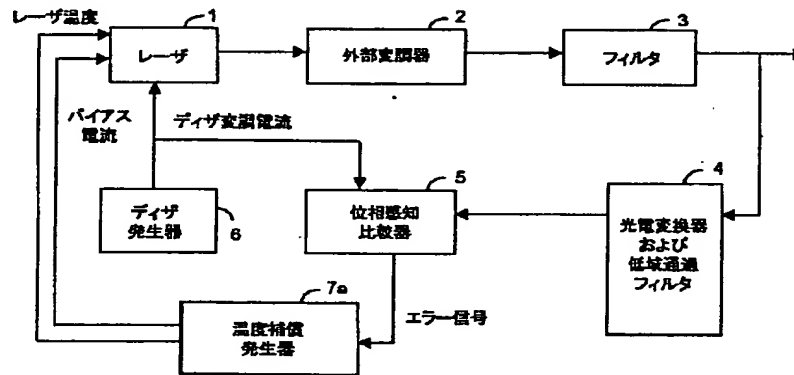 レーザ温度
1
2
3
レーザ
外部変調器
フィルタ
バイアス
電流
ディザ変調電流
5
4
ディザ
発生器
6
位相感知
比較器
光電変換器
および
低域通過
フィルタ
7a
エラー信号
温度補償
発生器